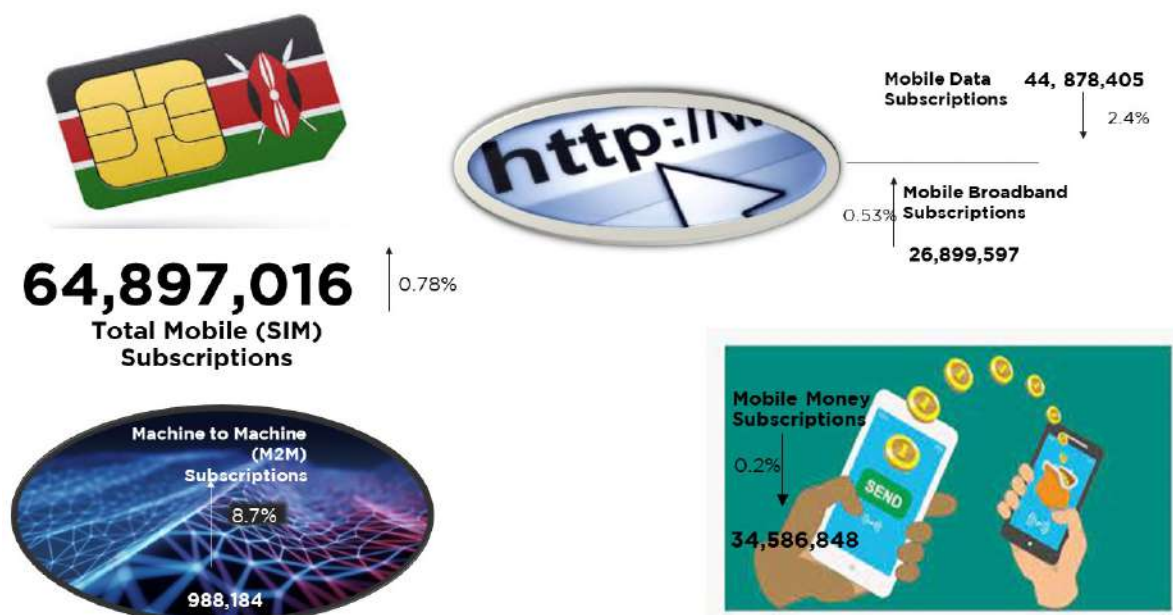 http://w
Mobile Data
Subscriptions
44, 878,405
2.4%
0.53%
Mobile Broadband
Subscriptions
26,899,597
64,897,016
0.78%
Total Mobile (SIM)
Subscriptions
Machine to Machine
(M2M)
Subscriptions
8.7%
988,184
Mobile Money
Subscriptions
0.2%
SEND
34,586,848